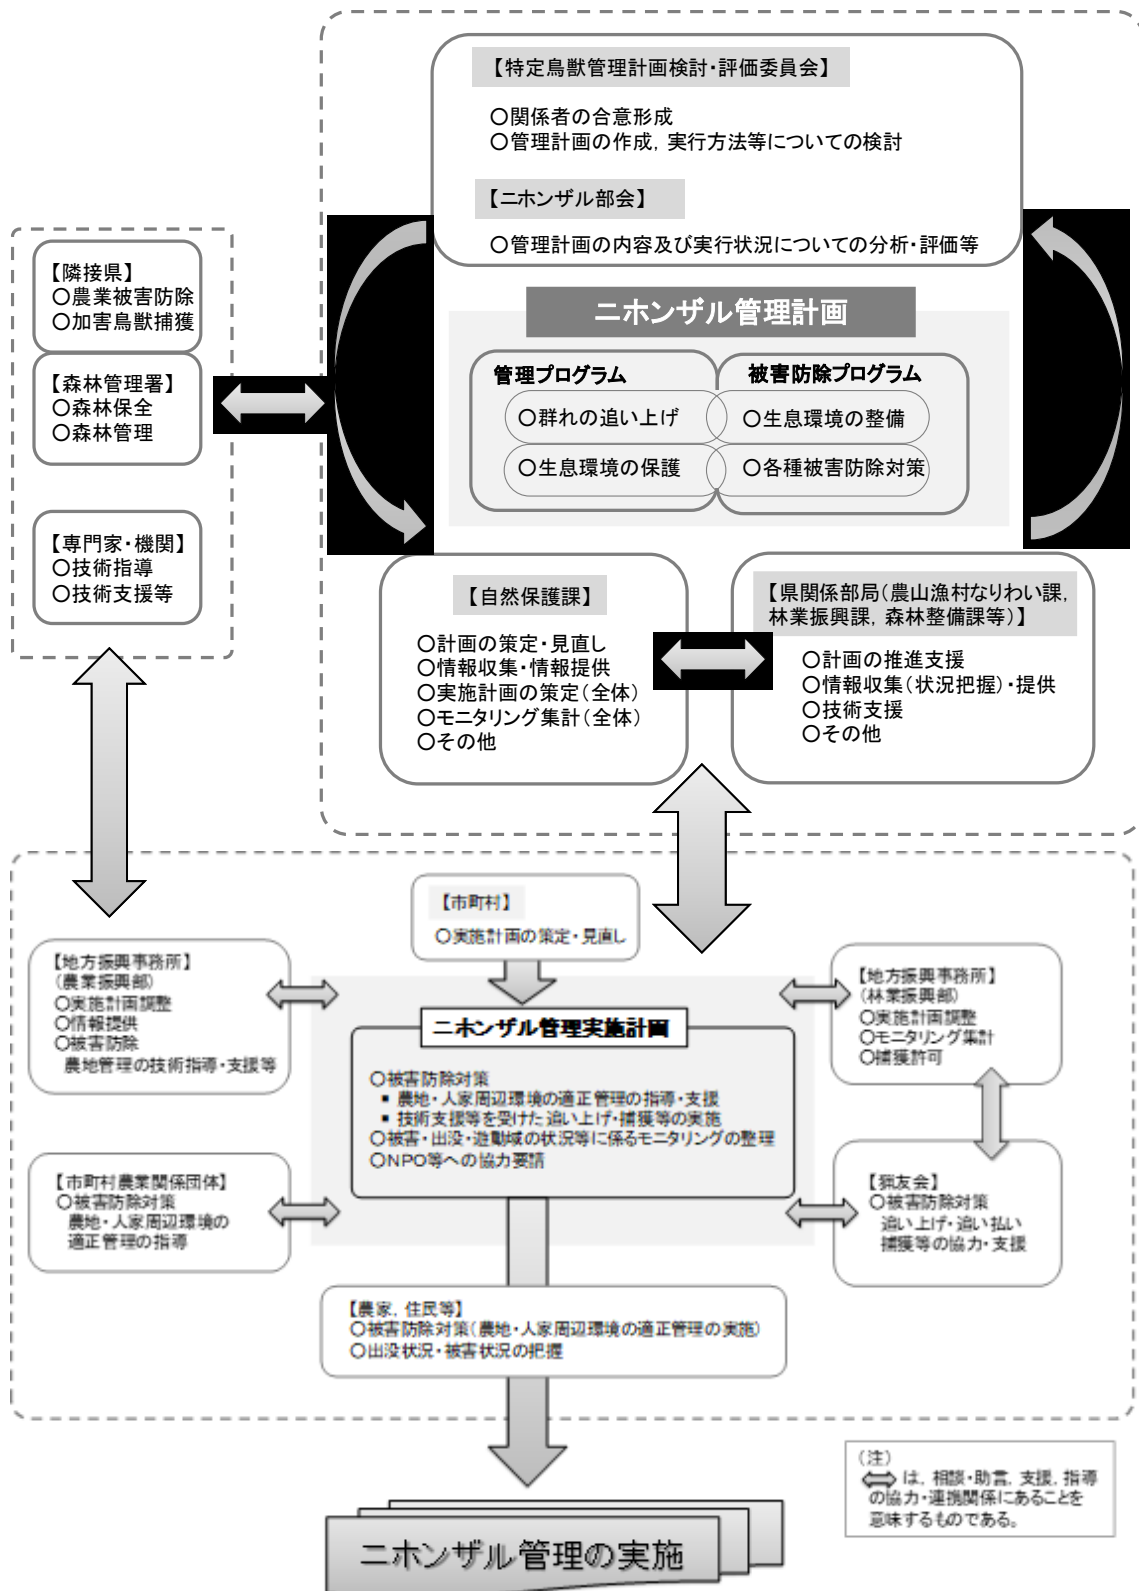 【特定鳥獣管理計画検討・評価委員会】
○関係者の合意形成
○管理計画の作成，実行方法等についての検討
【ニホンザル部会】
○管理計画の内容及び実行状況についての分析・評価等
【隣接県】
○農業被害防除
○加害鳥獣捕獲
【森林管理署】
○森林保全
○森林管理
【専門家・機関】
○技術指導
○技術支援等
ニホンザル管理計画
管理プログラム
○群れの追い上げ
○生息環境の保護
被害防除プログラム
○生息環境の整備
○各種被害防除対策
【自然保護課】
○計画の策定・見直し
○情報収集・情報提供
○実施計画の策定（全体）
○モニタリング集計（全体）
○その他
【県関係部局（農山漁村なりわい課，
林業振興課，森林整備課等）】
○計画の推進支援
○情報収集（状況把握）・提供
○技術支援
○その他
【市町村】
○実施計画の策定・見直し
【地方振興事務所】
（農業振興部）
○実施計画調整
○情報提供
○被害防除
農地管理の技術指導・支援等
【地方振興事務所】
（林業振興部）
○実施計画調整
○モニタリング集計
○捕獲許可
ニホンザル管理実施計画
○被害防除対策
▪ 農地・人家周辺環境の適正管理の指導・支援
▪ 技術支援等を受けた追い上げ・捕獲等の実施
○被害・出没・遊動域の状況等に係るモニタリングの整理
○NPO等への協力要請
【市町村農業関係団体】
○被害防除対策
農地・人家周辺環境の
適正管理の指導
【猟友会】
○被害防除対策
追い上げ・追い払い
捕獲等の協力・支援
【農家，住民等】
○被害防除対策（農地・人家周辺環境の適正管理の実施）
○出没状況・被害状況の把握
（注）
は，相談・助言，支援，指導
の協力・連携関係にあることを
意味するものである。
ニホンザル管理の実施